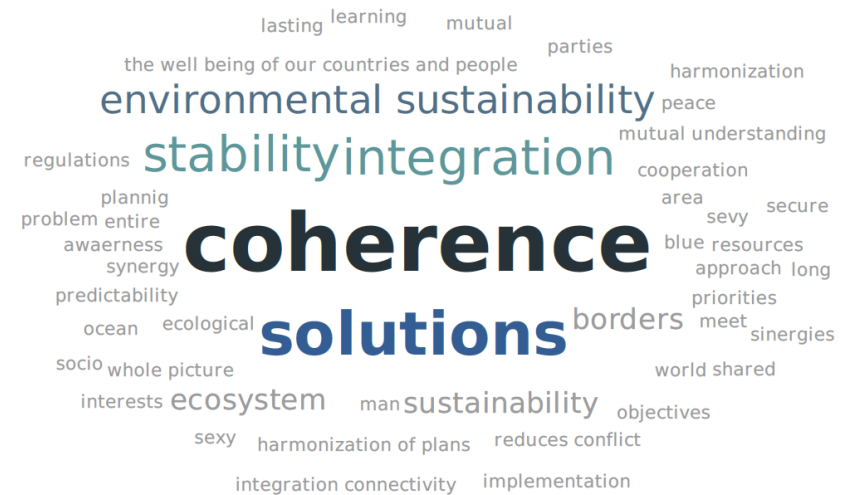 lasting learning mutual
parties
the well being of our countries and people
harmonization
environmental sustainability peace
mutual understanding
stability integration
regulations cooperation
plannig area
problem entire sevy secure
coherence
awaerness blue resources
synergy approach long
predictability priorities
ocean ecological solutions borders meet
sinergies
socio whole picture world shared
interests ecosystem man sustainability objectives
sexy harmonization of plans reduces conflict
integration connectivity implementation